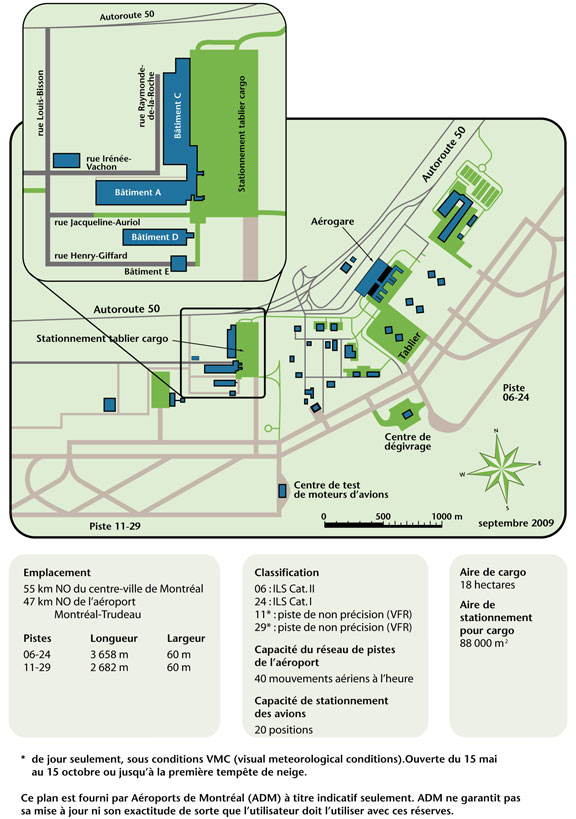 Autoroute 50
rue Louis-Bisson
rue Raymonde-
de-la-Roche
Bâtiment C
Stationnement tablier cargo
rue Irénée-
Vachon
Bâtiment A
rue Jacqueline-Auriol
Bâtiment D
rue Henry-Giffard
Bâtiment E
Autoroute 50
Aérogare
Autoroute 50
Stationnement tablier cargo
Tablier
Piste
06-24
Centre de
dégivrage
N
E
S
W
Centre de test
de moteurs d'avions
Piste 11-29
0 500 1000 m
septembre 2009
Emplacement
55 km NO du centre-ville de Montréal
47 km NO de l'aéroport
Montréal-Trudeau
Pistes Longueur Largeur
06-24 3 658 m 60 m
11-29 2 682 m 60 m
Classification
06 : ILS Cat. II
24 : ILS Cat. I
11* : piste de non précision (VFR)
29* : piste de non précision (VFR)
Capacité du réseau de pistes
de l'aéroport
40 mouvements aériens à l'heure
Capacité de stationnement
des avions
20 positions
Aire de cargo
18 hectares
Aire de
stationnement
pour cargo
88 000 m²
* de jour seulement, sous conditions VMC (visual meteorological conditions).Ouverte du 15 mai
au 15 octobre ou jusqu'à la première tempête de neige.
Ce plan est fourni par Aéroports de Montréal (ADM) à titre indicatif seulement. ADM ne garantit pas
sa mise à jour ni son exactitude de sorte que l'utilisateur doit l'utiliser avec ces réserves.